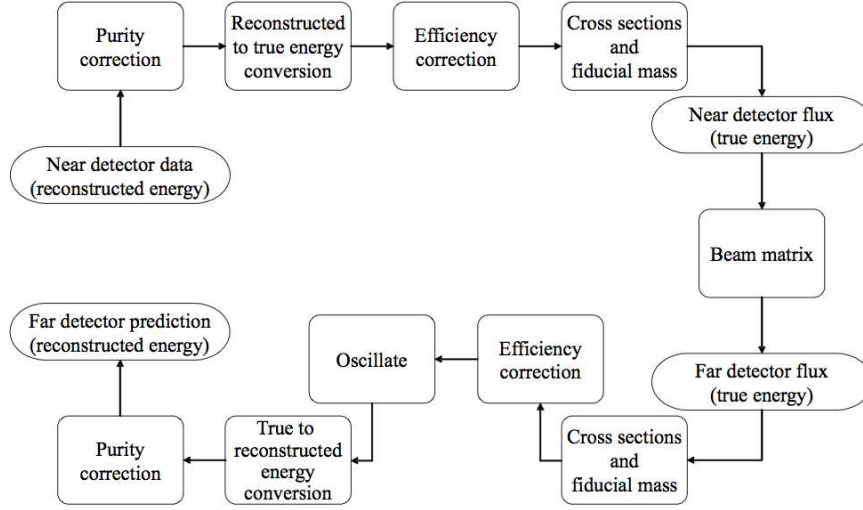 Purity
correction
Reconstructed
to true energy
conversion
Efficiency
correction
Cross sections
and
fiducial mass
Near detector data
(reconstructed energy)
Near detector flux
(true energy)
Beam matrix
Far detector flux
(true energy)
Cross sections
and
fiducial mass
Efficiency
correction
Oscillate
True to
reconstructed
energy
conversion
Purity
correction
Far detector prediction
(reconstructed energy)